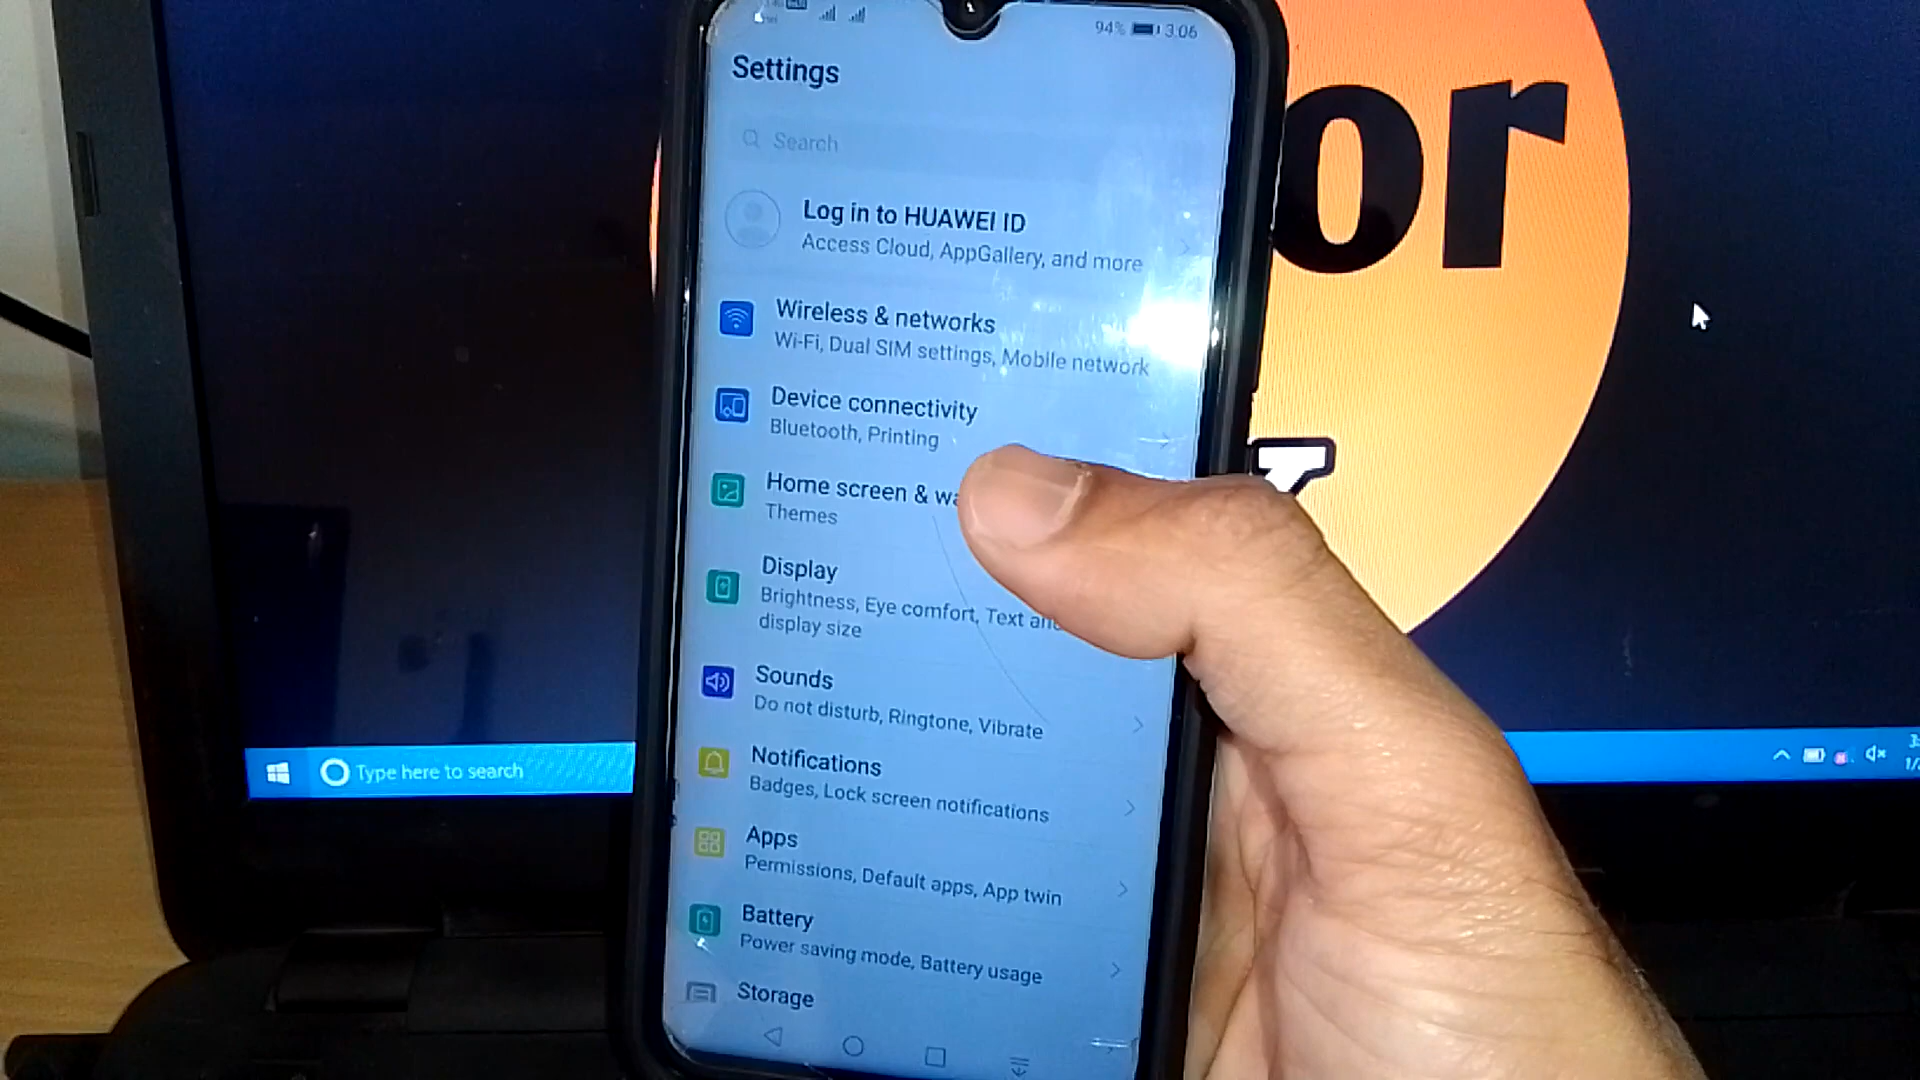 94% 3:06
Settings
Search
Log in to HUAWEI ID
Access Cloud, AppGallery, and more
Wireless & networks
Wi-Fi, Dual SIM settings, Mobile network
Device connectivity
Bluetooth, Printing
Home screen &
Themes
Display
Brightness, Eye comfort, Text and
display size
Sounds
Do not disturb, Ringtone, Vibrate
Notifications
Badges, Lock screen notifications
Apps
Permissions, Default apps, App twin
Battery
Power saving mode, Battery usage
Storage
or
Type here to search